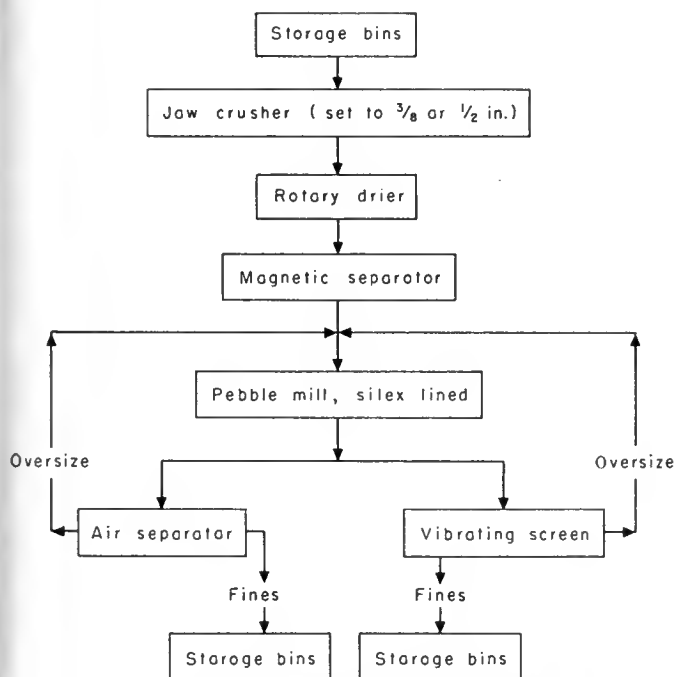 Storage bins
Jaw crusher ( set to 3/8 or 1/2 in.)
Rotary drier
Magnetic separator
Pebble mill, silex lined
Oversize
Oversize
Air separator
Vibrating screen
Fines
Fines
Storage bins
Storage bins